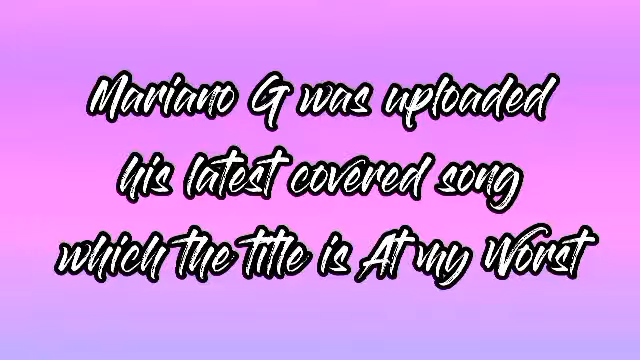 Mariano G was uploaded
his latest covered song
which the title is At my Worst